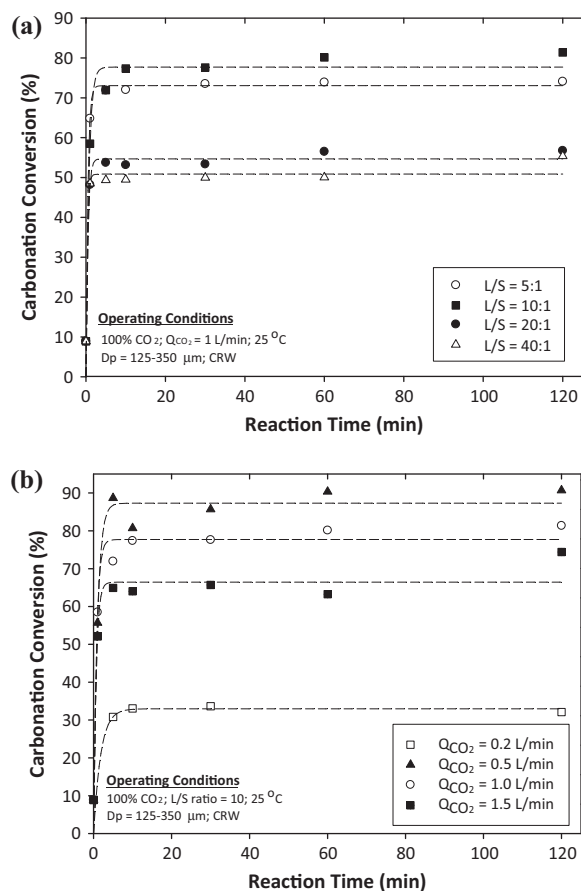 (a)
90
80
70
60
50
40
30
20
10
0
Carbonation Conversion (%)
L/S = 5:1
L/S = 10:1
L/S = 20:1
L/S = 40:1
Operating Conditions
100% CO₂; Qco₂ = 1 L/min; 25 °C
Dp = 125-350 μm; CRW
0 20 40 60 80 100 120
Reaction Time (min)
(b)
90
80
70
60
50
40
30
20
10
0
Carbonation Conversion (%)
QCO₂ = 0.2 L/min
QCO₂ = 0.5 L/min
QCO₂ = 1.0 L/min
QCO₂ = 1.5 L/min
Operating Conditions
100% CO₂; L/S ratio = 10; 25 °C
Dp = 125-350 μm; CRW
0 20 40 60 80 100 120
Reaction Time (min)